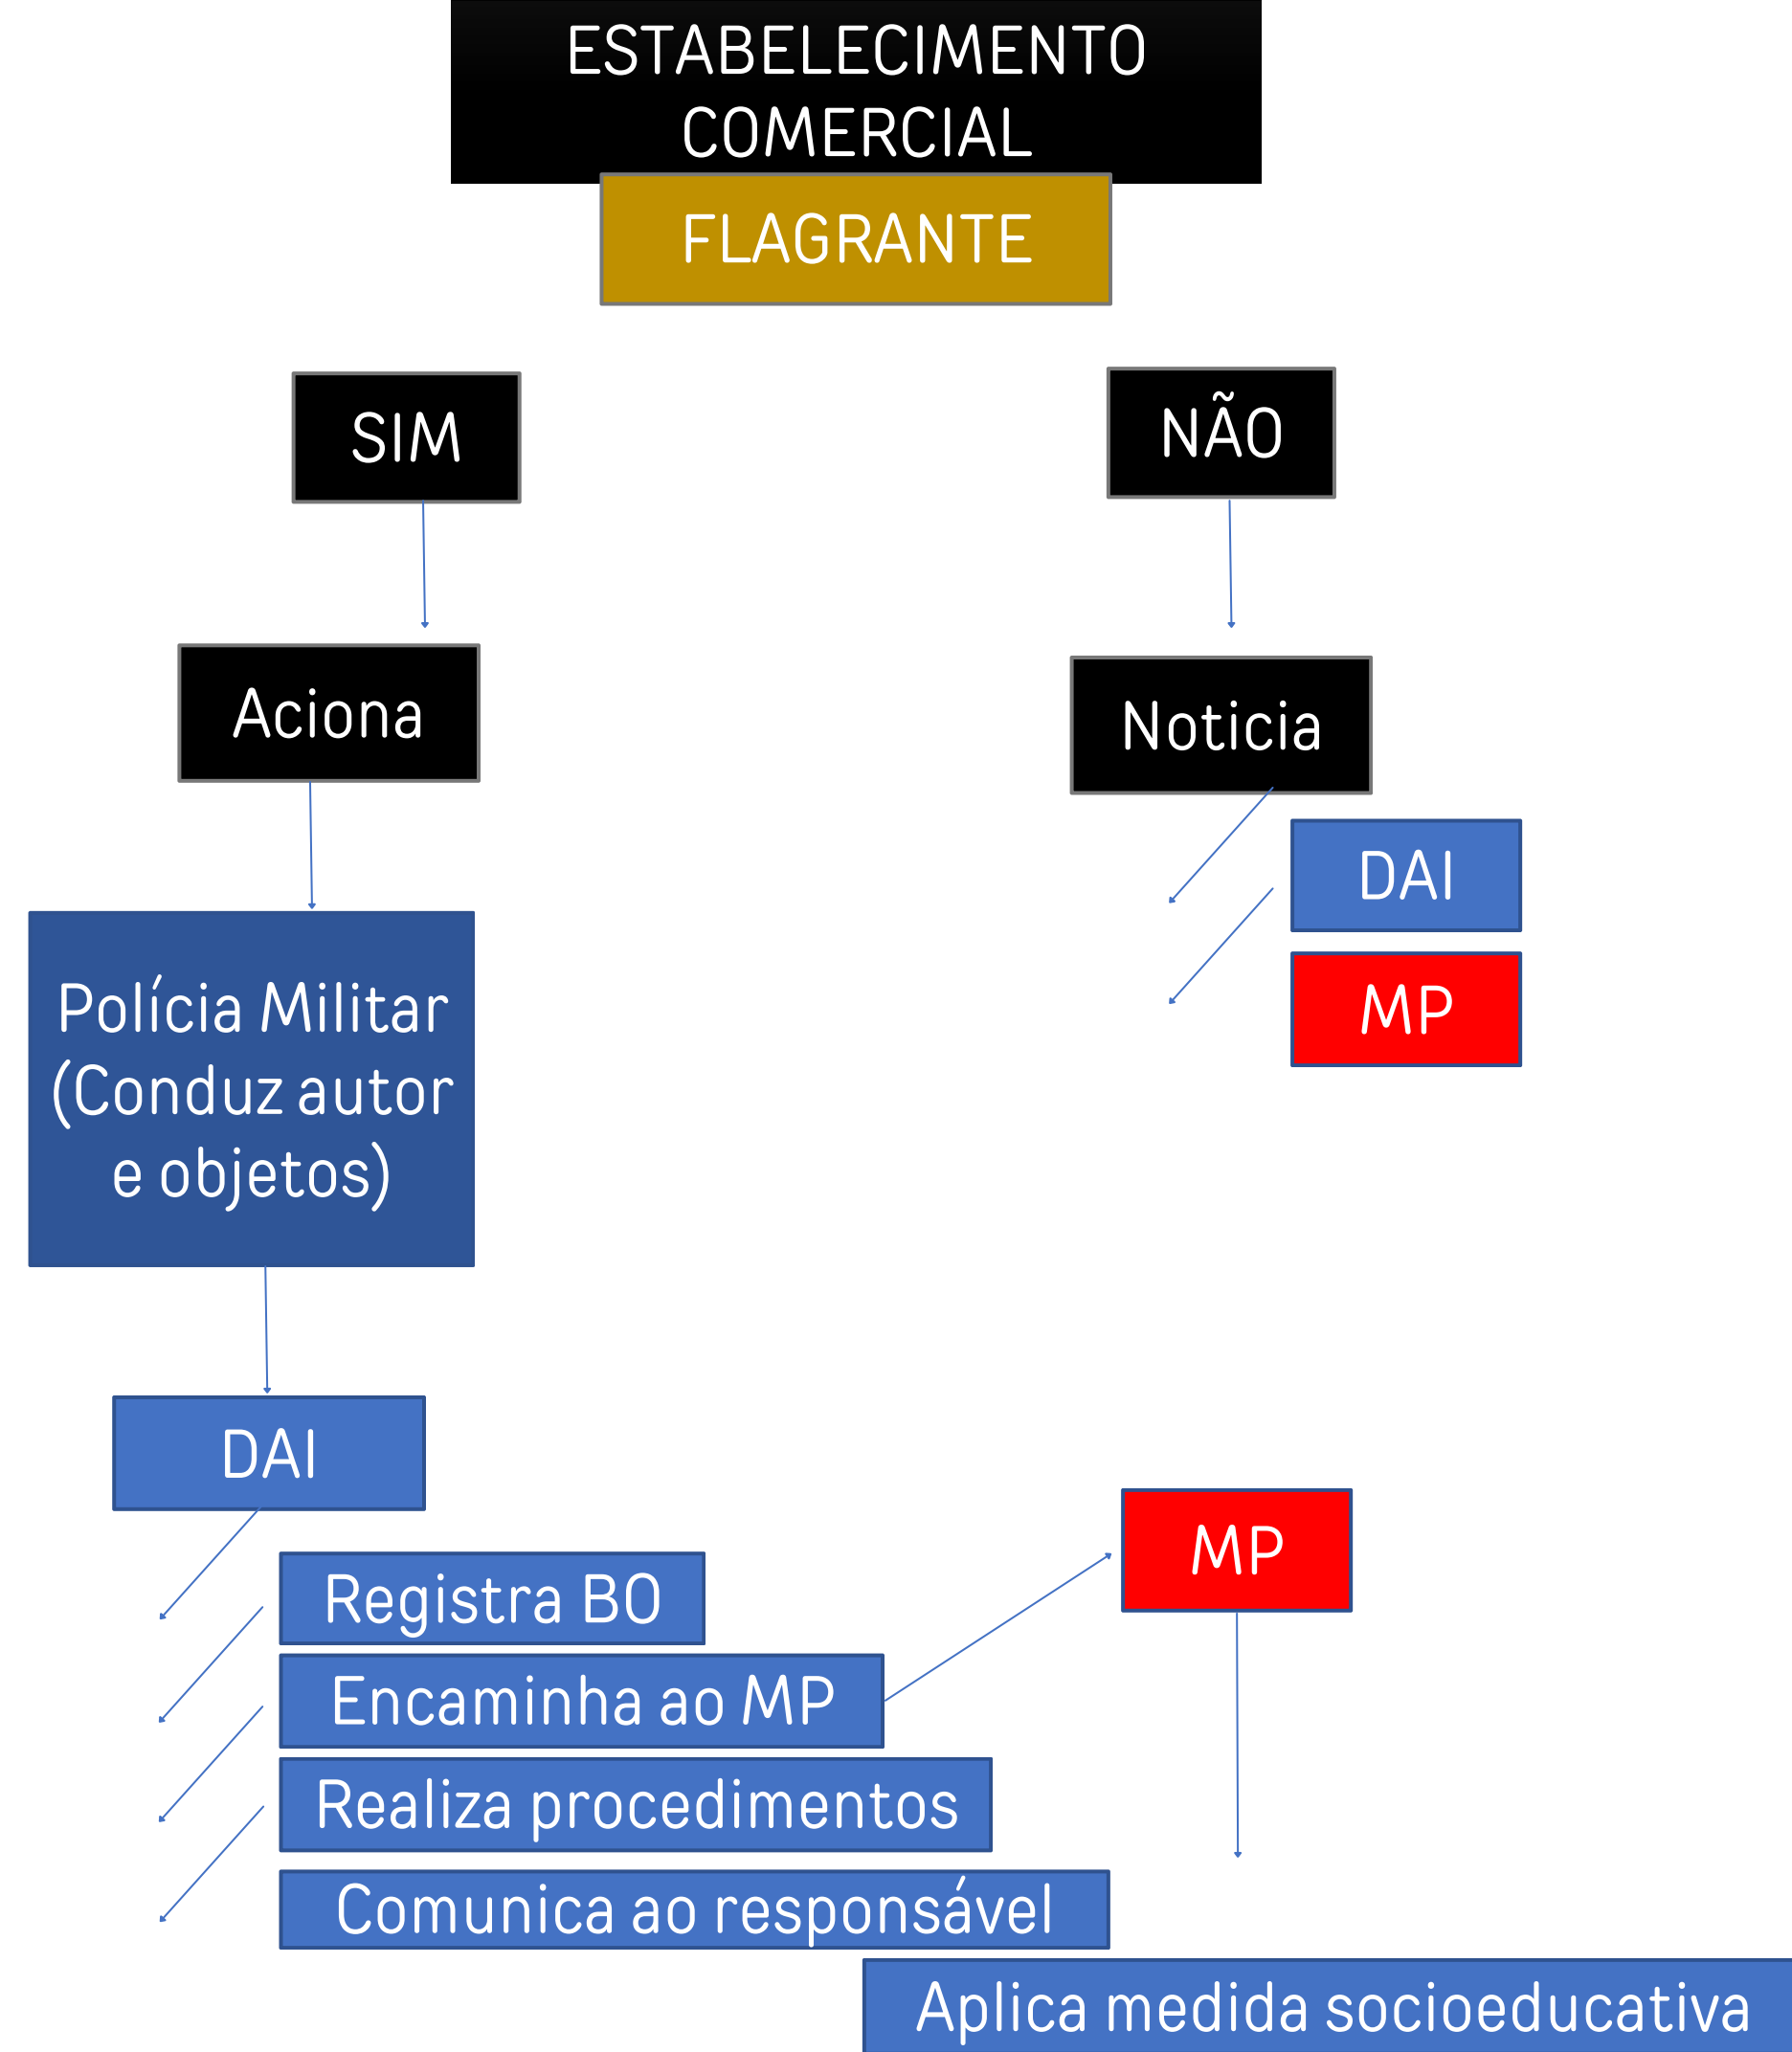 ESTABELECIMENTO
COMERCIAL
FLAGRANTE
SIM
NÃO
Aciona
Noticia
DAI
MP
Polícia Militar
(Conduz autor
e objetos)
DAI
MP
Registra BO
Encaminha ao MP
Realiza procedimentos
Comunica ao responsável
Aplica medida socioeducativa